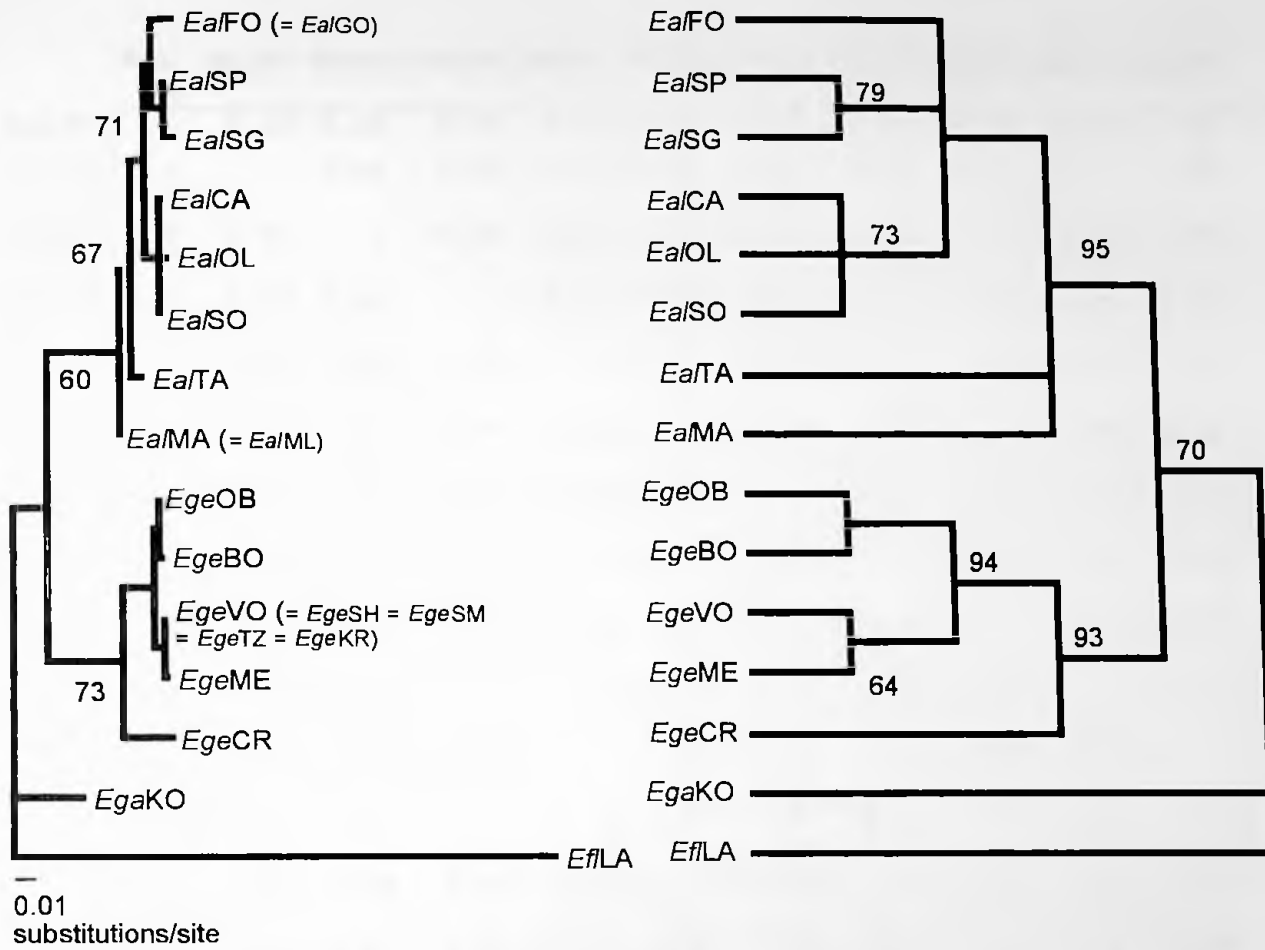 EalFO (= EalGO)
EalSP
71
EalSG
EalCA
67
EalOL
EalSO
60
EalTA
EalMA (= EalML)
EgeOB
EgeBO
EgeVO (= EgeSH = EgeSM
= EgeTZ = EgeKR)
EgeME
73
EgeCR
EgaKO
EflLA
0.01
substitutions/site
EalFO
EalSP
79
EalSG
EalCA
73
EalOL
95
EalSO
EalTA
EalMA
70
EgeOB
EgeBO
94
EgeVO
93
EgeME
64
EgeCR
EgaKO
EflLA